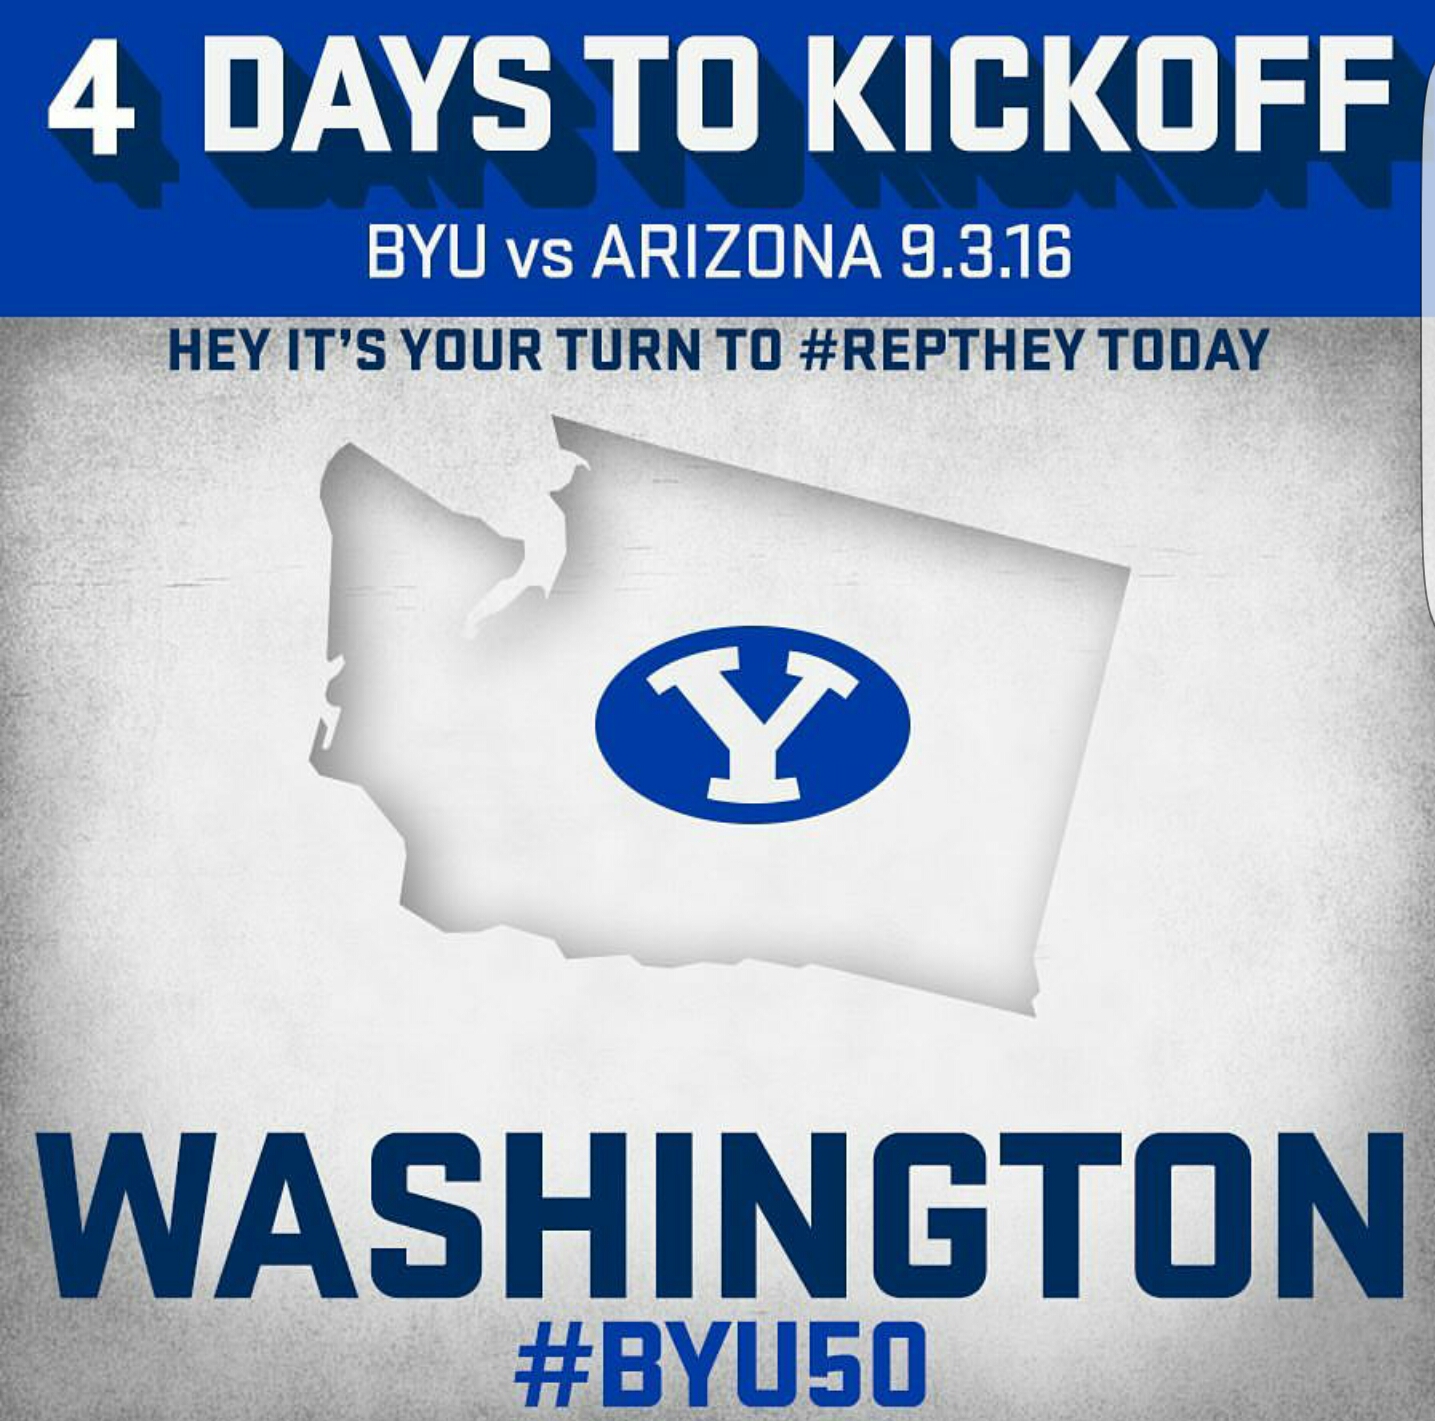 4 DAYS TO KICKOFF
BYU vs ARIZONA 9.3.16
HEY IT'S YOUR TURN TO #REPTHEY TODAY
Y
WASHINGTON
#BYU50